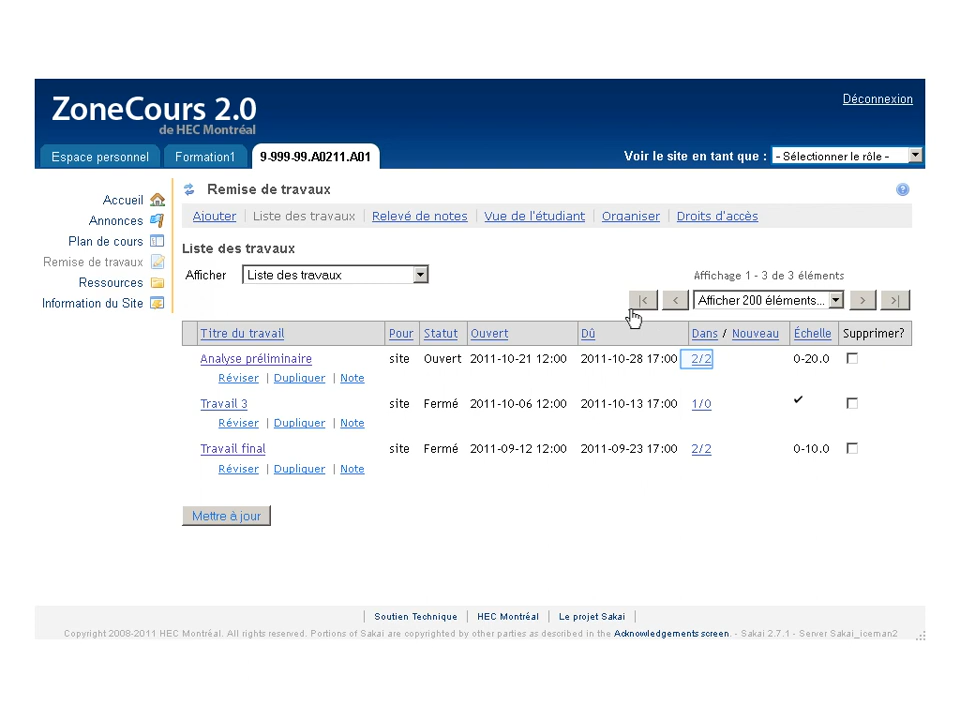 ZoneCours 2.0
de HEC Montréal
Déconnexion
Espace personnel Formation1 9-999-99.A0211.A01 Voir le site en tant que : - Sélectionner le rôle -
Accueil
Annonces
Plan de cours
Remise de travaux
Ressources
Information du Site
Remise de travaux
Ajouter | Liste des travaux | Relevé de notes | Vue de l'étudiant | Organiser | Droits d'accès
Liste des travaux
Afficher Liste des travaux Affichage 1 - 3 de 3 éléments
|< < Afficher 200 éléments... > >|
Titre du travail Pour Statut Ouvert Dû Dans / Nouveau Échelle Supprimer?
Analyse préliminaire site Ouvert 2011-10-21 12:00 2011-10-28 17:00 2/2 0-20.0
Réviser | Dupliquer | Note
Travail 3 site Fermé 2011-10-06 12:00 2011-10-13 17:00 1/0 ✔
Réviser | Dupliquer | Note
Travail final site Fermé 2011-09-12 12:00 2011-09-23 17:00 2/2 0-10.0
Réviser | Dupliquer | Note
Mettre à jour
| Soutien Technique | HEC Montréal | Le projet Sakai |
Copyright 2008-2011 HEC Montréal. All rights reserved. Portions of Sakai are copyrighted by other parties as described in the Acknowledgements screen. - Sakai 2.7.1 - Server Sakai_iceman2